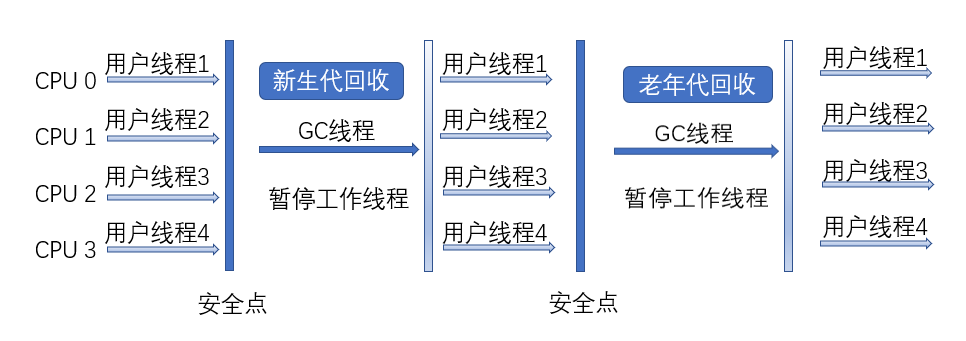 CPU 0
用户线程1
新生代回收
用户线程1
老年代回收
用户线程1
CPU 1
用户线程2
GC线程
用户线程2
GC线程
用户线程2
CPU 2
用户线程3
暂停工作线程
用户线程3
暂停工作线程
用户线程3
CPU 3
用户线程4
用户线程4
用户线程4
安全点
安全点